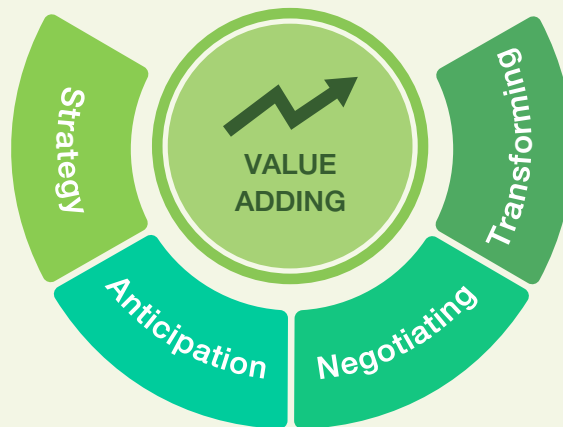 VALUE
ADDING
Strategy
Anticipation
Negotiating
Transforming